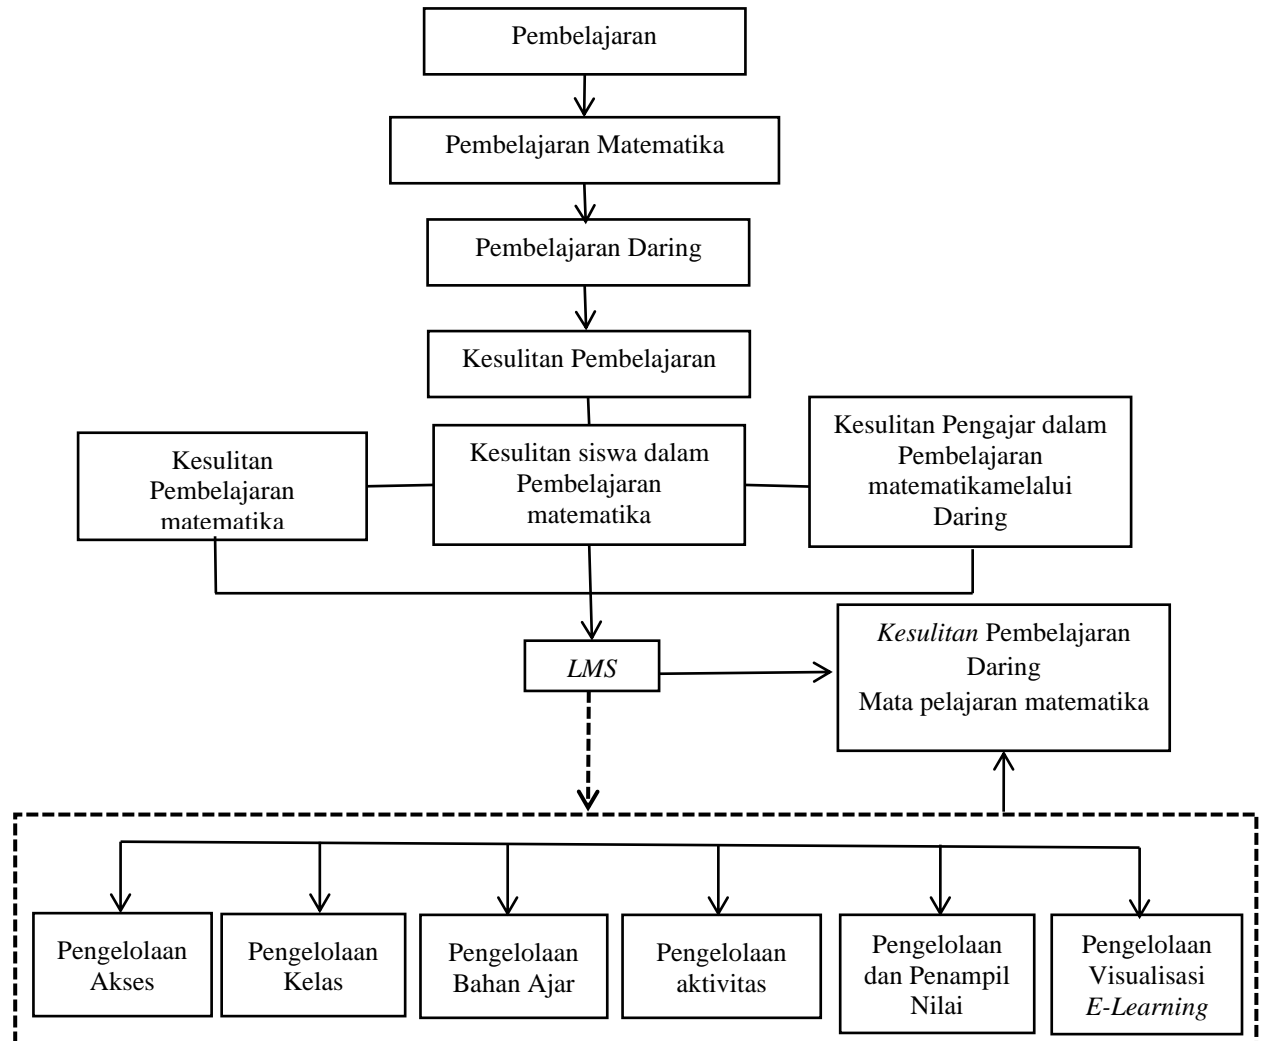 Pembelajaran
Pembelajaran Matematika
Pembelajaran Daring
Kesulitan Pembelajaran
Kesulitan
Pembelajaran
matematika
Kesulitan siswa dalam
Pembelajaran
matematika
Kesulitan Pengajar dalam
Pembelajaran
matematikamelalui
Daring
LMS
Kesulitan Pembelajaran
Daring
Mata pelajaran matematika
Pengelolaan
Akses
Pengelolaan
Kelas
Pengelolaan
Bahan Ajar
Pengelolaan
aktivitas
Pengelolaan
dan Penampil
Nilai
Pengelolaan
Visualisasi
E-Learning